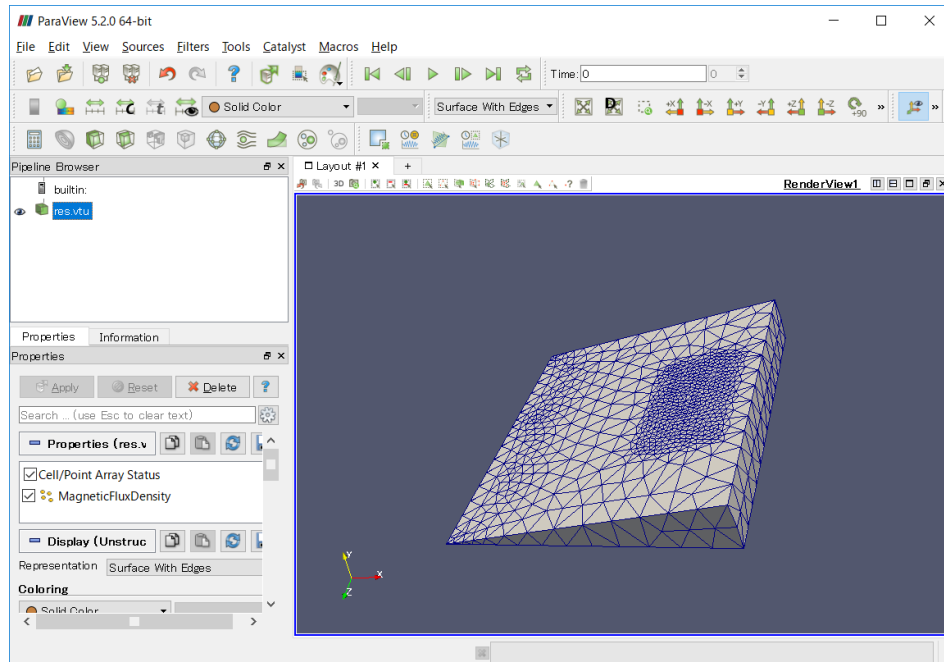 ParaView 5.2.0 64-bit
File Edit View Sources Filters Tools Catalyst Macros Help
Time: 0 0
Solid Color Surface With Edges +X -X +Y -Y +Z -Z +90 » »
Pipeline Browser
Layout #1 × +
builtin:
3D RenderView1
res.vtu
Properties Information
Properties
Apply Reset Delete ?
Search ... (use Esc to clear text)
Properties (res.v
Cell/Point Array Status
MagneticFluxDensity
Display (Unstruc
Representation Surface With Edges
Coloring
Solid Color
Y
X
Z